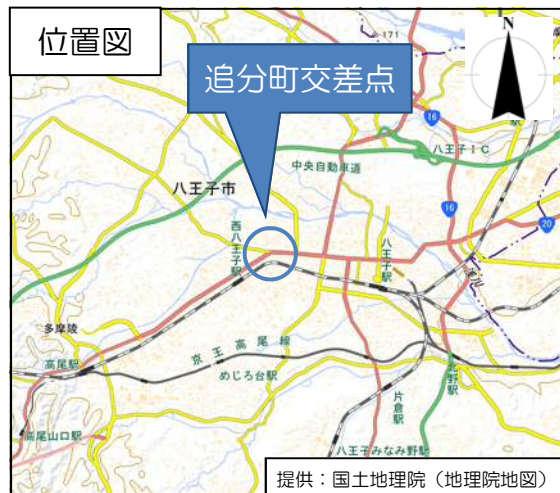 位置図
追分町交差点
N
171
16
駅
八王子IC
中央自動車道
八王子市
16
20
西八王子駅
八王子駅
多摩陵
京王高尾線
高尾駅
めじろ台駅
北野駅
片倉駅
高尾山口駅
八王子みなみ野駅
提供：国土地理院（地理院地図）